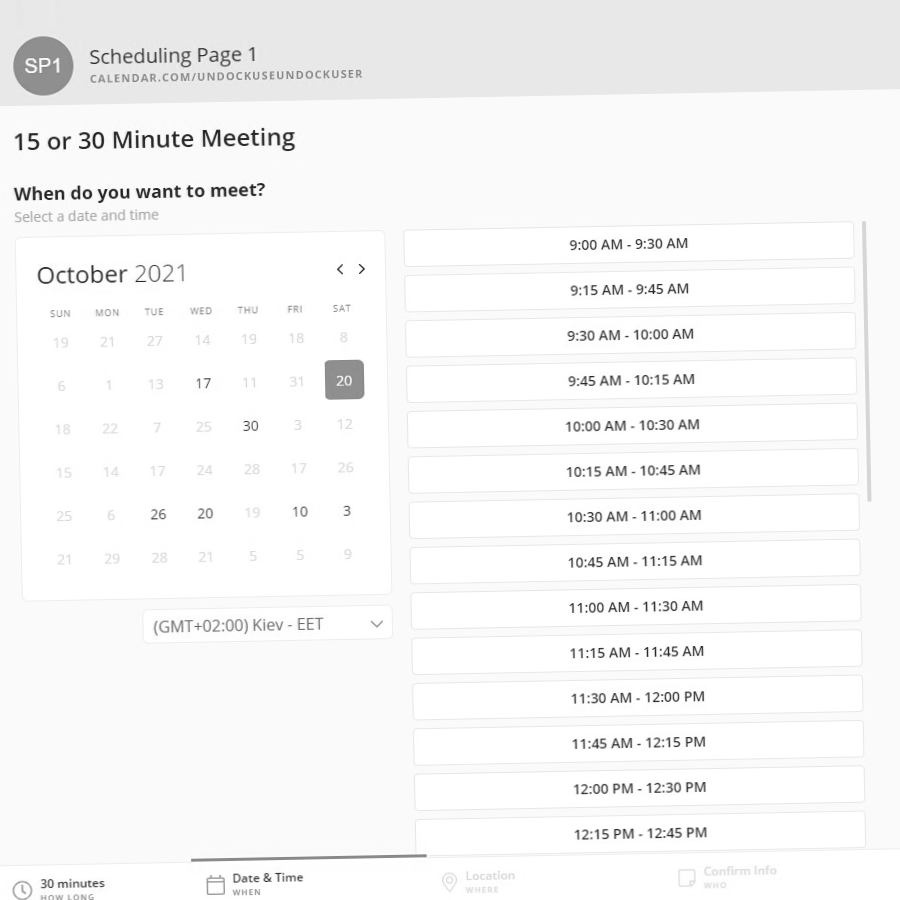 SP1
Scheduling Page 1
CALENDAR.COM/UNDOCKUSEUNDOCKUSER
15 or 30 Minute Meeting
When do you want to meet?
Select a date and time
October 2021
SUN MON TUE WED THU FRI SAT
19 21 27 14 19 18 8
6 1 13 17 11 31 20
18 22 7 25 30 3 12
15 14 17 24 28 17 26
25 6 26 20 19 10 3
21 29 28 21 5 5 9
(GMT+02:00) Kiev - EET
9:00 AM - 9:30 AM
9:15 AM - 9:45 AM
9:30 AM - 10:00 AM
9:45 AM - 10:15 AM
10:00 AM - 10:30 AM
10:15 AM - 10:45 AM
10:30 AM - 11:00 AM
10:45 AM - 11:15 AM
11:00 AM - 11:30 AM
11:15 AM - 11:45 AM
11:30 AM - 12:00 PM
11:45 AM - 12:15 PM
12:00 PM - 12:30 PM
12:15 PM - 12:45 PM
30 minutes
HOW LONG
Date & Time
WHEN
Location
WHERE
Confirm Info
WHO